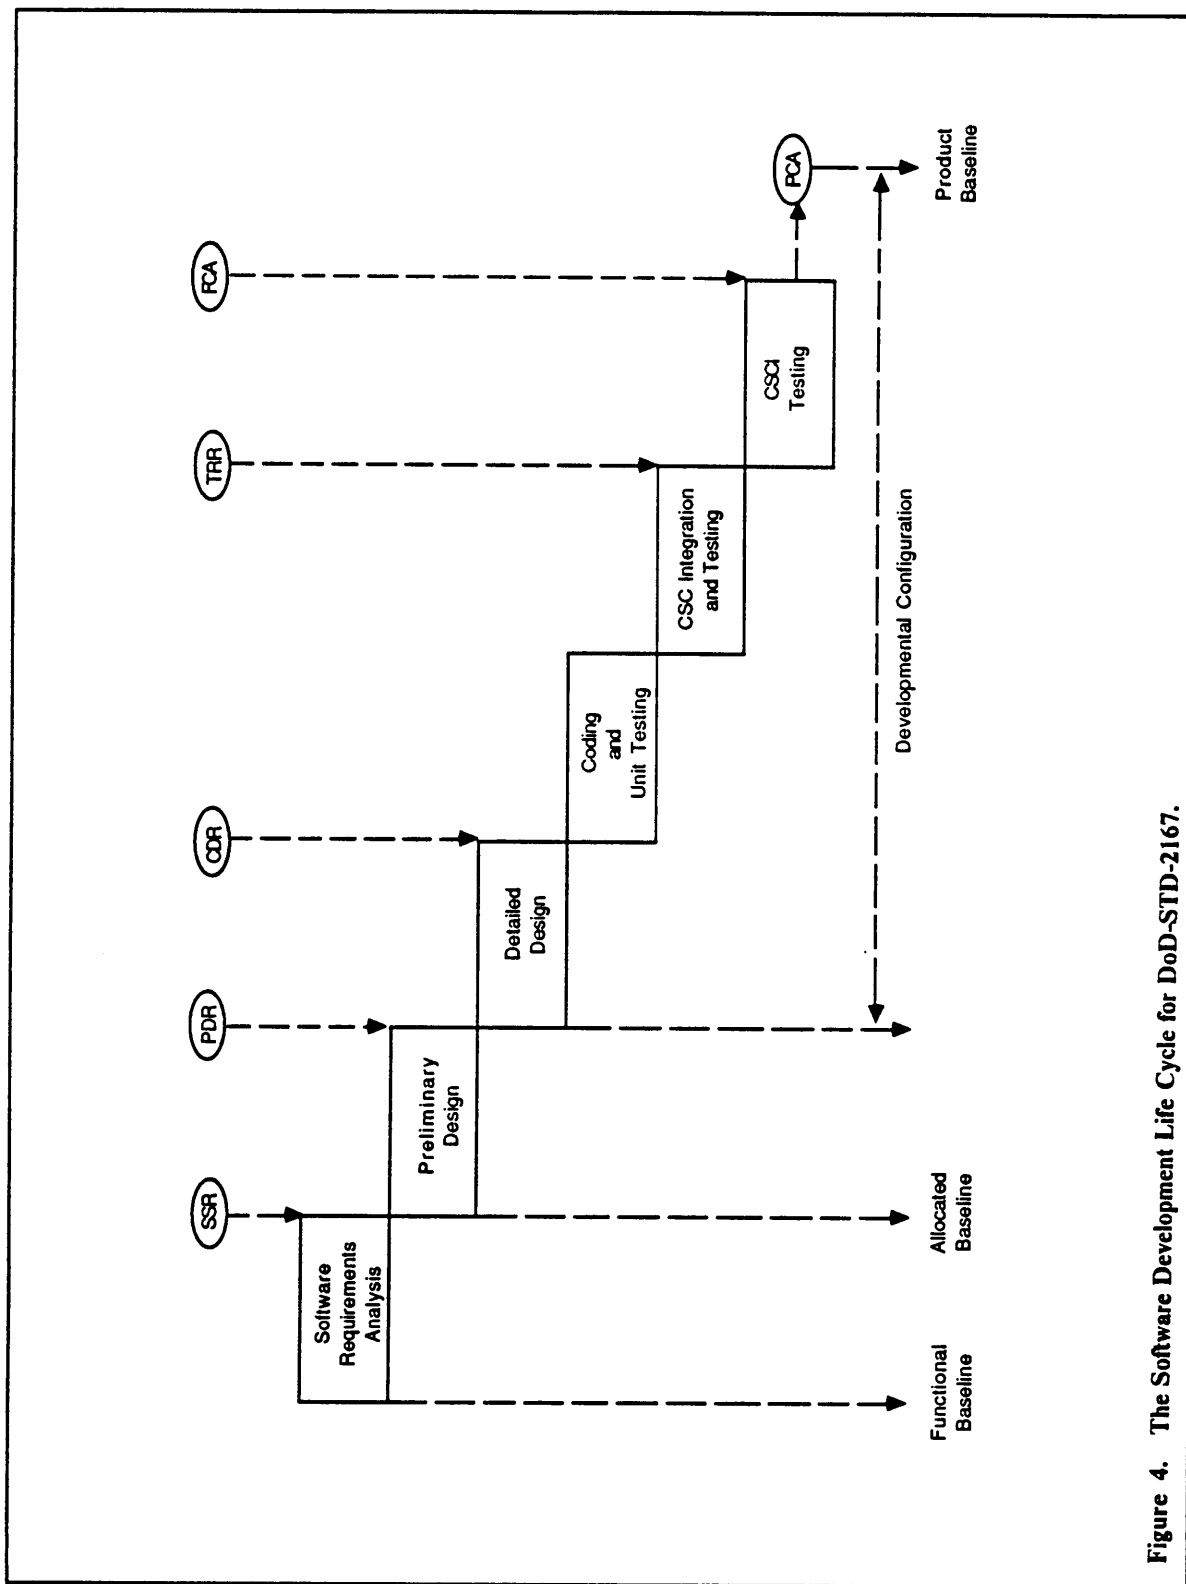 SSR
PDR
CDR
TRR
FCA
Software
Requirements
Analysis
Preliminary
Design
Detailed
Design
Coding
and
Unit Testing
CSC Integration
and Testing
CSCI
Testing
PCA
Developmental Configuration
Functional
Baseline
Allocated
Baseline
Product
Baseline
Figure 4. The Software Development Life Cycle for DoD-STD-2167.